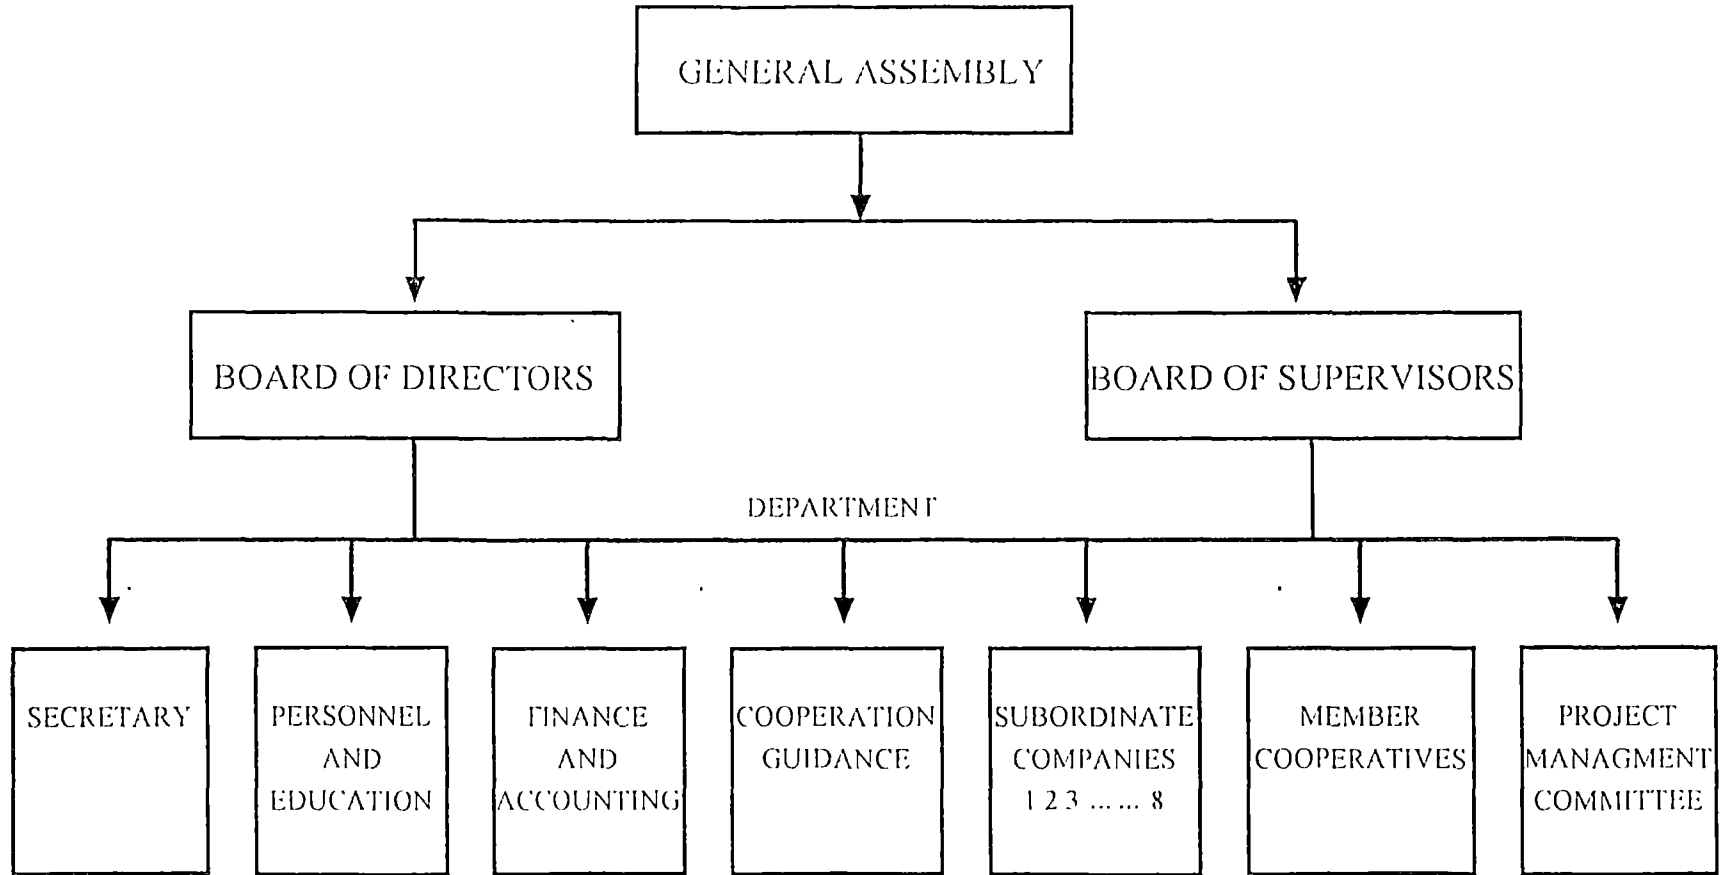 GENERAL ASSEMBLY
BOARD OF DIRECTORS
BOARD OF SUPERVISORS
DEPARTMENT
SECRETARY
PERSONNEL
AND
EDUCATION
FINANCE
AND
ACCOUNTING
COOPERATION
GUIDANCE
SUBORDINATE
COMPANIES
1 2 3 ... ... 8
MEMBER
COOPERATIVES
PROJECT
MANAGMENT
COMMITTEE